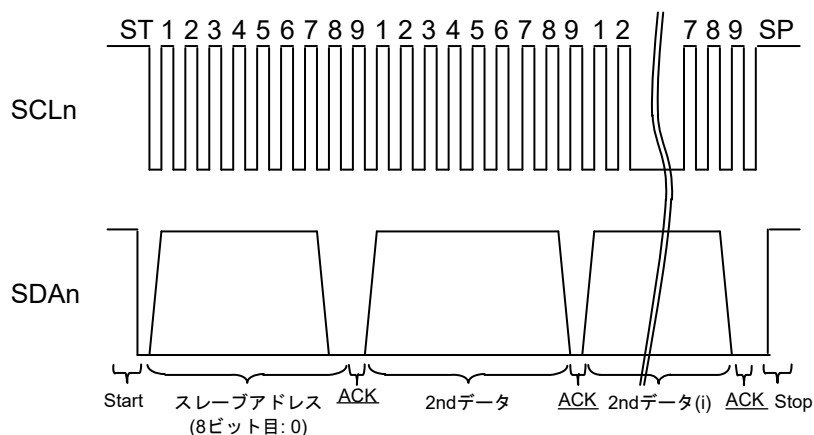 ST 1 2 3 4 5 6 7 8 9 1 2 3 4 5 6 7 8 9 1 2 7 8 9 SP
SCLn
SDAn
Start スレーブアドレス ACK 2ndデータ ACK 2ndデータ(i) ACK Stop
(8ビット目: 0)